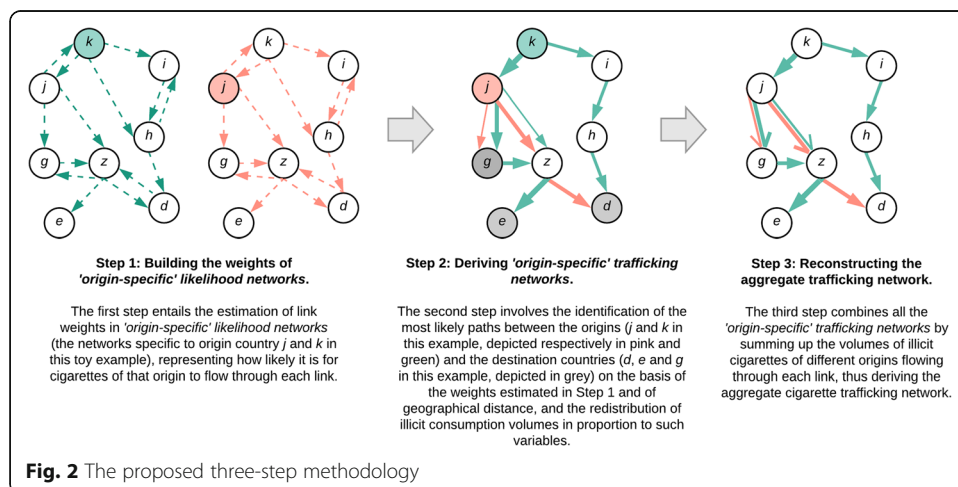 k
i
j
h
g
z
d
e
k
i
j
h
g
z
d
e
k
i
j
h
g
z
d
e
k
i
j
h
g
z
d
e
Step 1: Building the weights of
'origin-specific' likelihood networks.
The first step entails the estimation of link
weights in 'origin-specific' likelihood networks
(the networks specific to origin country j and k in
this toy example), representing how likely it is for
cigarettes of that origin to flow through each link.
Step 2: Deriving 'origin-specific' trafficking
networks.
The second step involves the identification of the
most likely paths between the origins (j and k in
this example, depicted respectively in pink and
green) and the destination countries (d, e and g
in this example, depicted in grey) on the basis of
the weights estimated in Step 1 and of
geographical distance, and the redistribution of
illicit consumption volumes in proportion to such
variables.
Step 3: Reconstructing the
aggregate trafficking network.
The third step combines all the
'origin-specific' trafficking networks by
summing up the volumes of illicit
cigarettes of different origins flowing
through each link, thus deriving the
aggregate cigarette trafficking network.
Fig. 2 The proposed three-step methodology